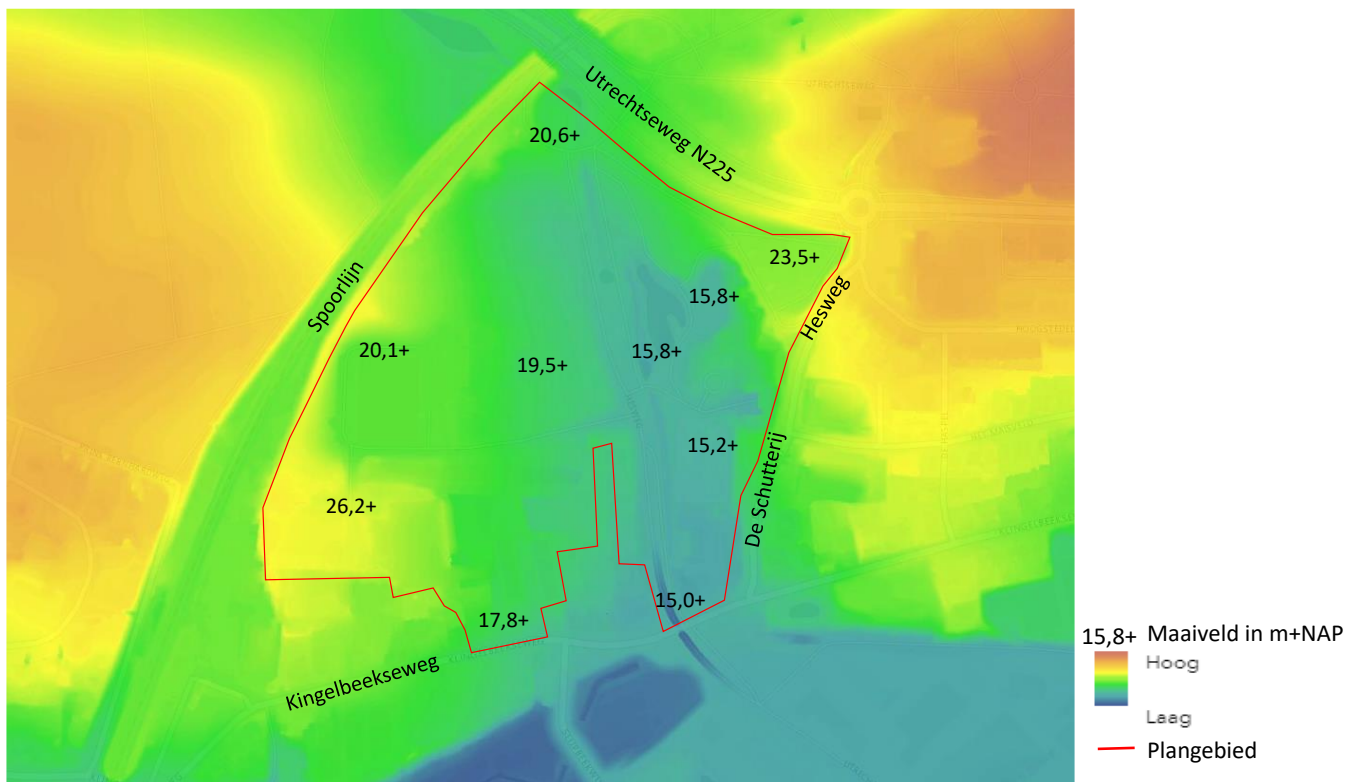 Utrechtseweg N225
UTRECHTSEWEG
20,6+
23,5+
Spoorlijn
15,8+
Hesweg
20,1+
19,5+
15,8+
15,2+
De Schutterij
26,2+
15,0+
17,8+
Kingelbeekseweg
15,8+ Maaiveld in m+NAP
Hoog
Laag
Plangebied